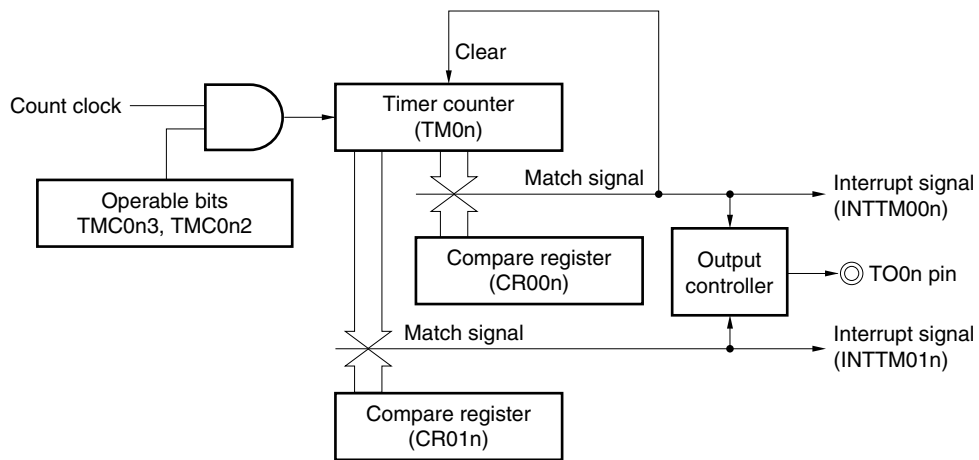 Clear
Count clock
Timer counter
(TM0n)
Operable bits
TMC0n3, TMC0n2
Match signal
Interrupt signal
(INTTM00n)
Compare register
(CR00n)
Output
controller
TO0n pin
Match signal
Interrupt signal
(INTTM01n)
Compare register
(CR01n)